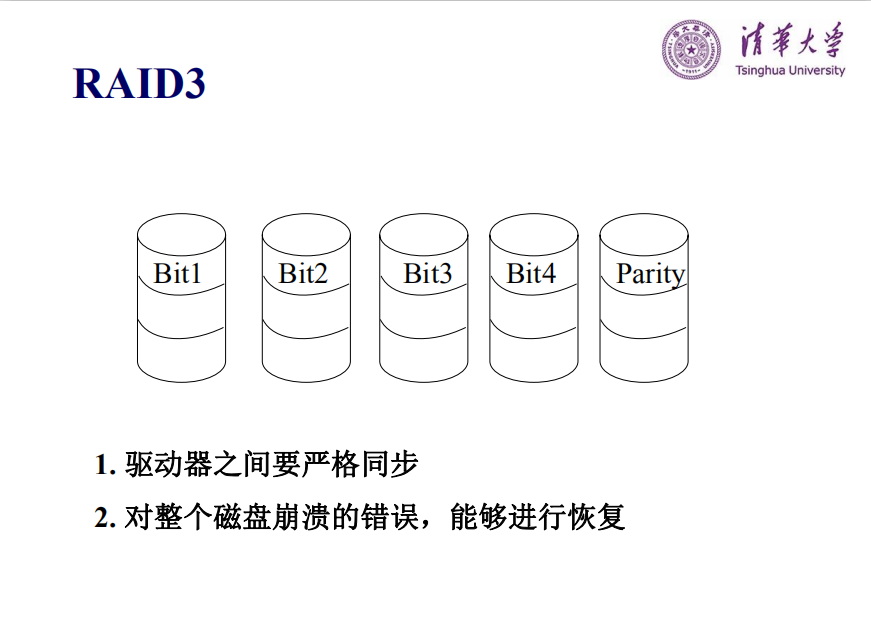 清华大学
Tsinghua University
RAID3
Bit1 Bit2 Bit3 Bit4 Parity
1. 驱动器之间要严格同步
2. 对整个磁盘崩溃的错误，能够进行恢复